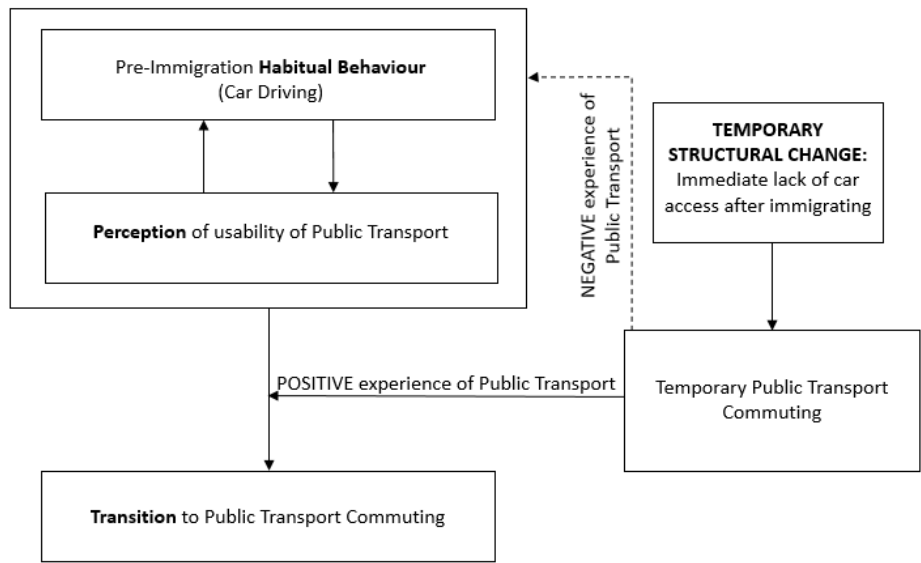 Pre-Immigration Habitual Behaviour
(Car Driving)
Perception of usability of Public Transport
NEGATIVE experience of
Public Transport
TEMPORARY
STRUCTURAL CHANGE:
Immediate lack of car
access after immigrating
POSITIVE experience of Public Transport
Temporary Public Transport
Commuting
Transition to Public Transport Commuting